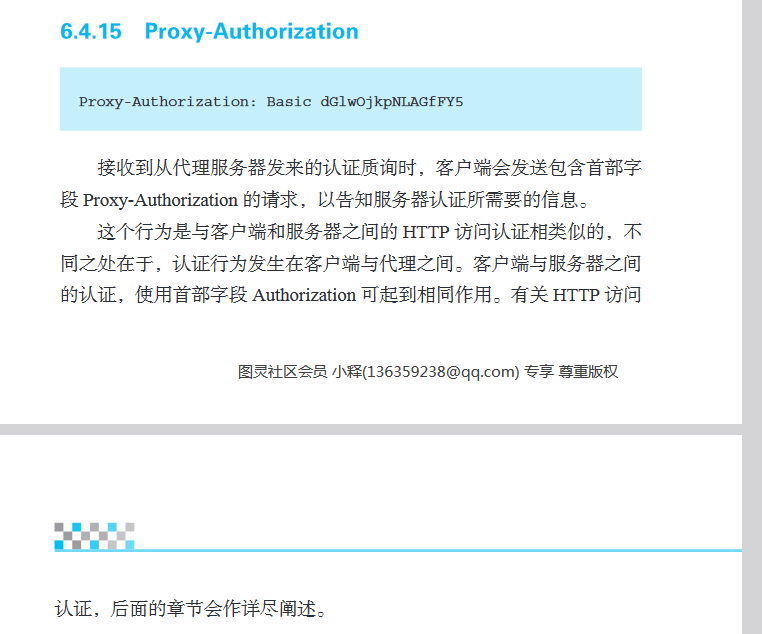 6.4.15 Proxy-Authorization
Proxy-Authorization: Basic dGlwOjkpNLAGfFY5
接收到从代理服务器发来的认证质询时，客户端会发送包含首部字
段 Proxy-Authorization 的请求，以告知服务器认证所需要的信息。
这个行为是与客户端和服务器之间的 HTTP 访问认证相类似的，不
同之处在于，认证行为发生在客户端与代理之间。客户端与服务器之间
的认证，使用首部字段 Authorization 可起到相同作用。有关 HTTP 访问
图灵社区会员 小释(136359238@qq.com) 专享 尊重版权
认证，后面的章节会作详尽阐述。